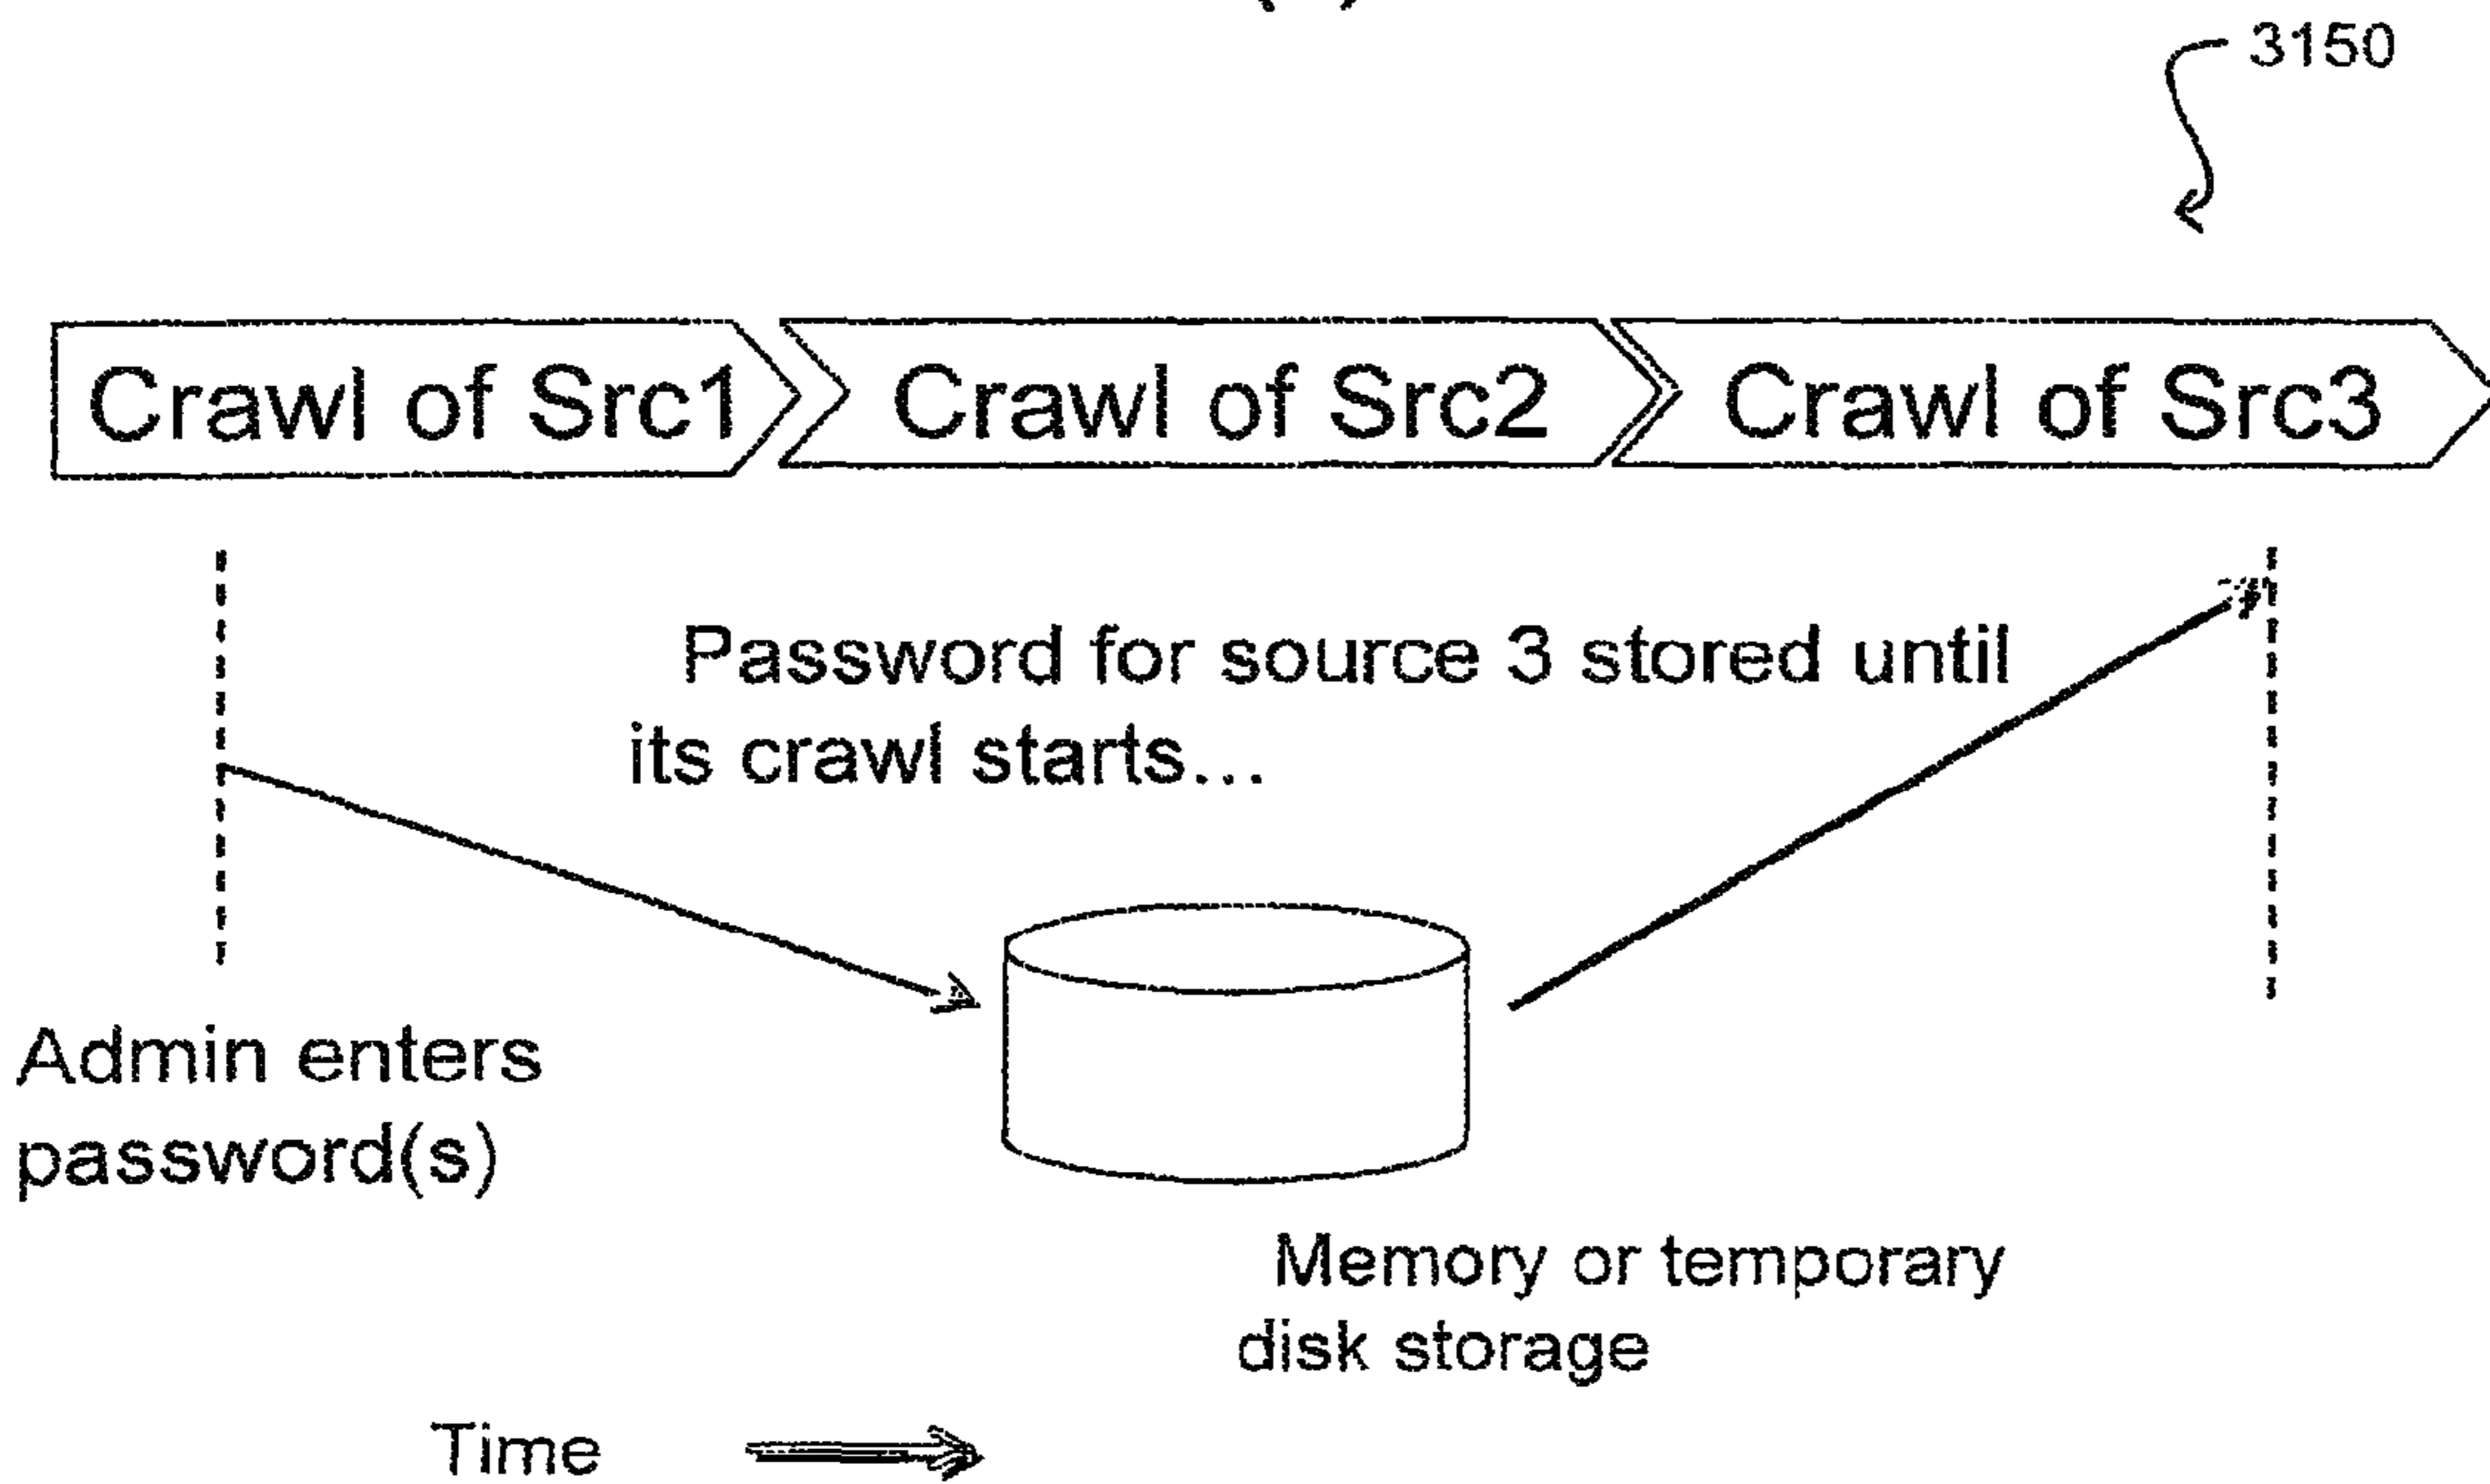 3150
Crawl of Src1 Crawl of Src2 Crawl of Src3
Password for source 3 stored until
its crawl starts...
Admin enters
password(s)
Memory or temporary
disk storage
Time